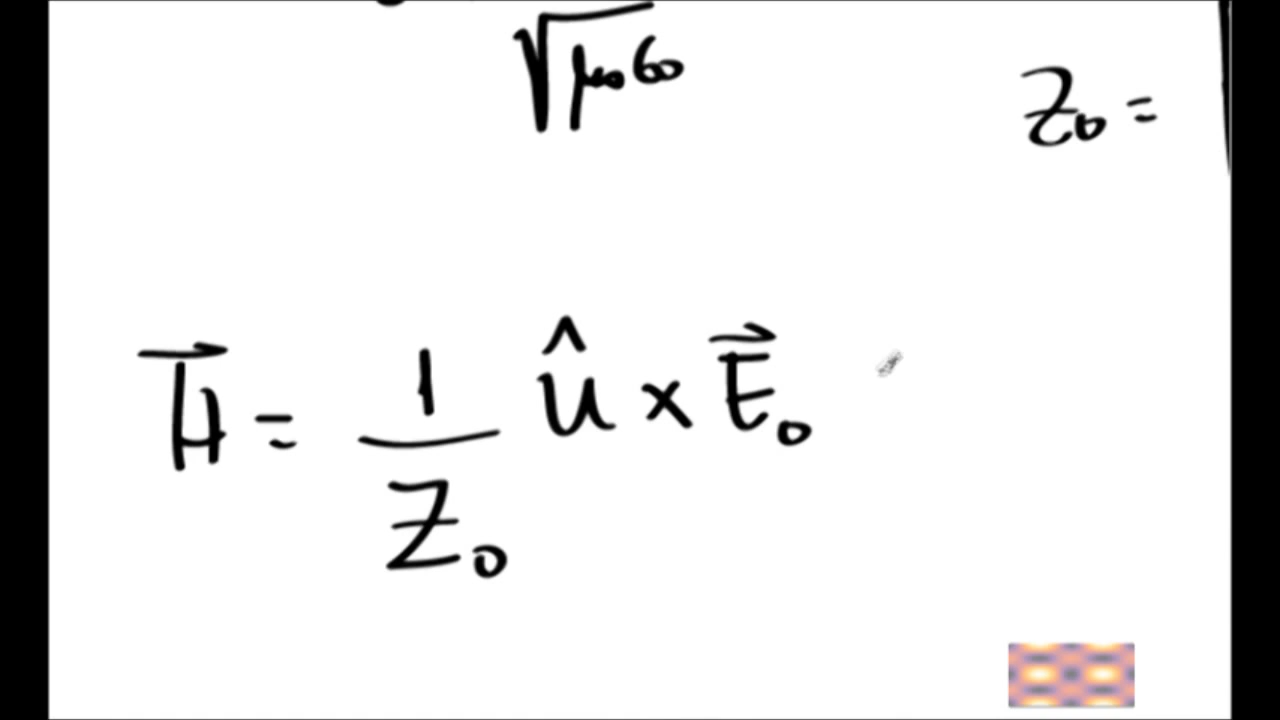 √μ₀ε₀
Z₀ =
H⃗ = 1/Z₀ û × E⃗₀